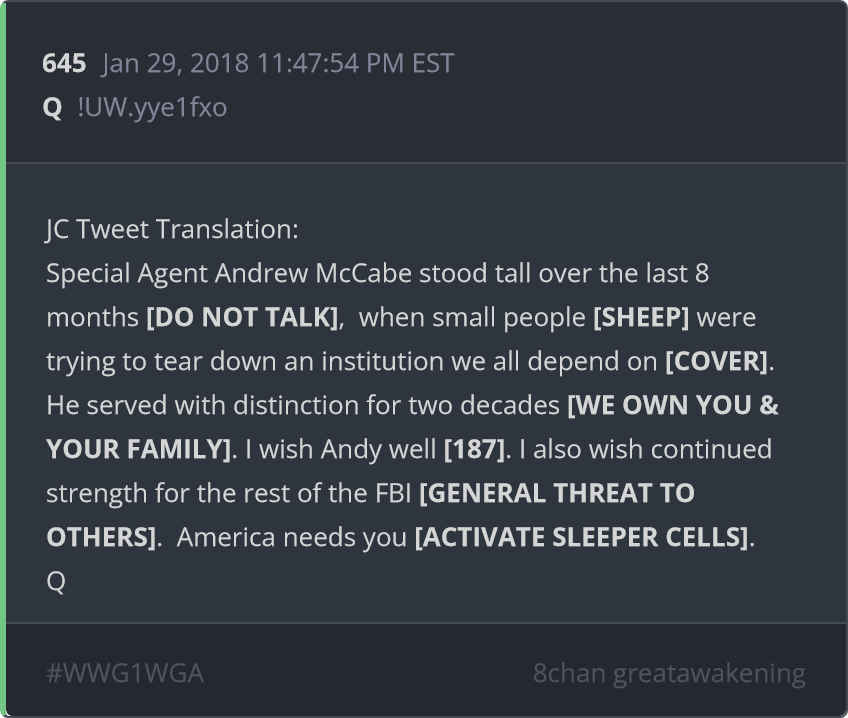 645 Jan 29, 2018 11:47:54 PM EST
Q !UW.yye1fxo
JC Tweet Translation:
Special Agent Andrew McCabe stood tall over the last 8
months [DO NOT TALK],  when small people [SHEEP] were
trying to tear down an institution we all depend on [COVER].
He served with distinction for two decades [WE OWN YOU &
YOUR FAMILY]. I wish Andy well [187]. I also wish continued
strength for the rest of the FBI [GENERAL THREAT TO
OTHERS].  America needs you [ACTIVATE SLEEPER CELLS].
Q
#WWG1WGA 8chan greatawakening